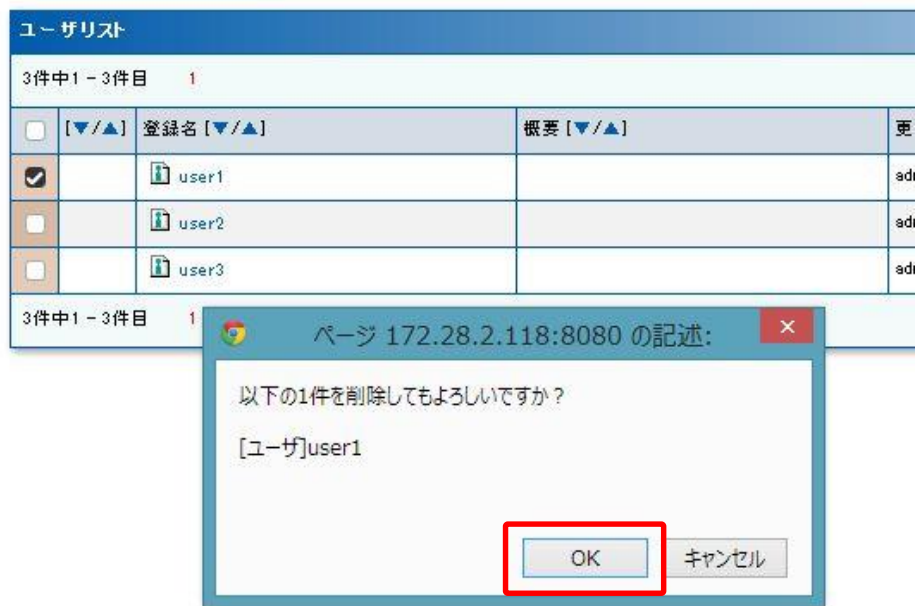 ユーザリスト
3件中1 - 3件目 1
[▼/▲] 登録名 [▼/▲] 概要 [▼/▲] 更
user1 adm
user2 adm
user3 adm
3件中1 - 3件目 1
ページ 172.28.2.118:8080 の記述:
以下の1件を削除してもよろしいですか?
[ユーザ]user1
OK キャンセル